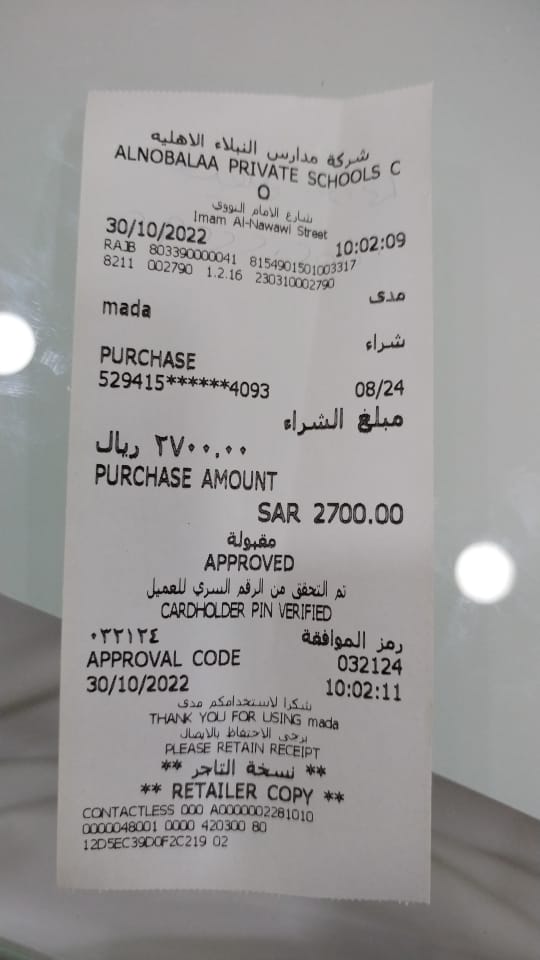 شركة مدارس النبلاء الاهليه
ALNOBALAA PRIVATE SCHOOLS C
O
شارع الامام النووي
Imam Al-Nawawi Street
30/10/2022 10:02:09
RAJB 803390000041 8154901501003317
8211 002790 1.2.16 230310002790
مدى
mada
شراء
PURCHASE
529415******4093 08/24
مبلغ الشراء
٢٧٠٠.٠٠ ريال
PURCHASE AMOUNT
SAR 2700.00
مقبولة
APPROVED
تم التحقق من الرقم السري للعميل
CARDHOLDER PIN VERIFIED
رمز الموافقة ٠٣٢١٢٤
APPROVAL CODE 032124
30/10/2022 10:02:11
شكرا لاستخدامكم مدى
THANK YOU FOR USING mada
يرجى الاحتفاظ بالايصال
PLEASE RETAIN RECEIPT
** نسخة التاجر **
** RETAILER COPY **
CONTACTLESS 000 A0000002281010
0000048001 0000 420300 80
12D5EC39D0F2C219 02